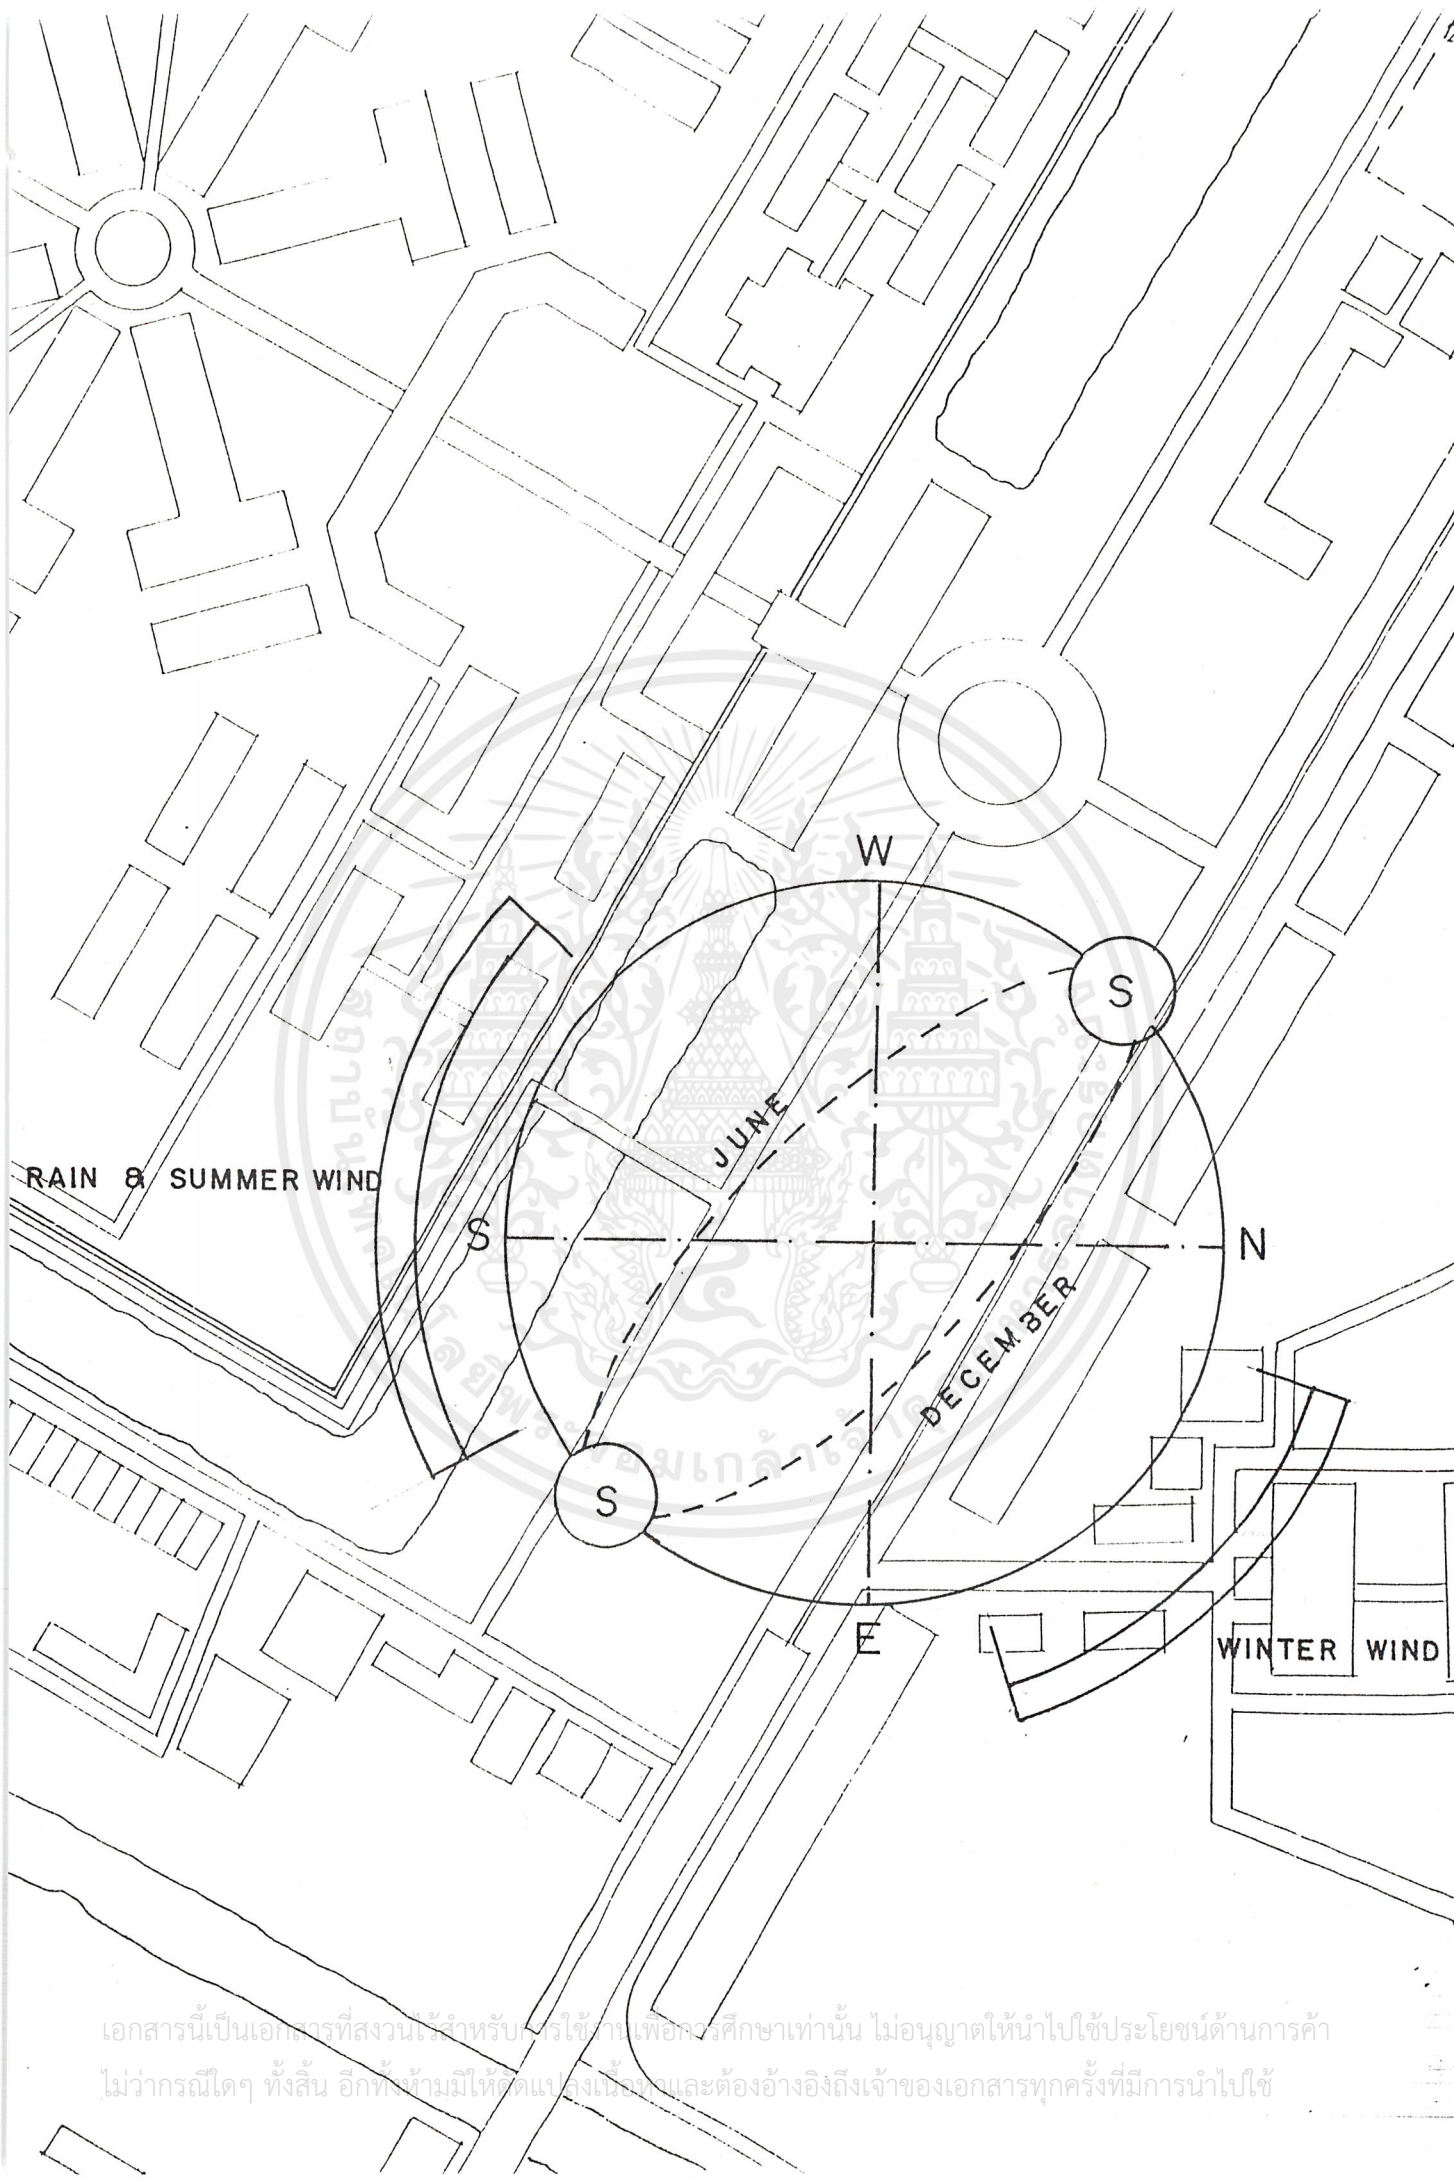 W
S
JUNE
RAIN & SUMMER WIND
S
N
DECEMBER
S
E
WINTER WIND
เอกสารนี้เป็นเอกสารที่สงวนไว้สำหรับการใช้งานเพื่อการศึกษาเท่านั้น ไม่อนุญาตให้นำไปใช้ประโยชน์ด้านการค้า
ไม่ว่ากรณีใดๆ ทั้งสิ้น อีกทั้งห้ามมิให้ดัดแปลงเนื้อหาและต้องอ้างอิงถึงเจ้าของเอกสารทุกครั้งที่มีการนำไปใช้